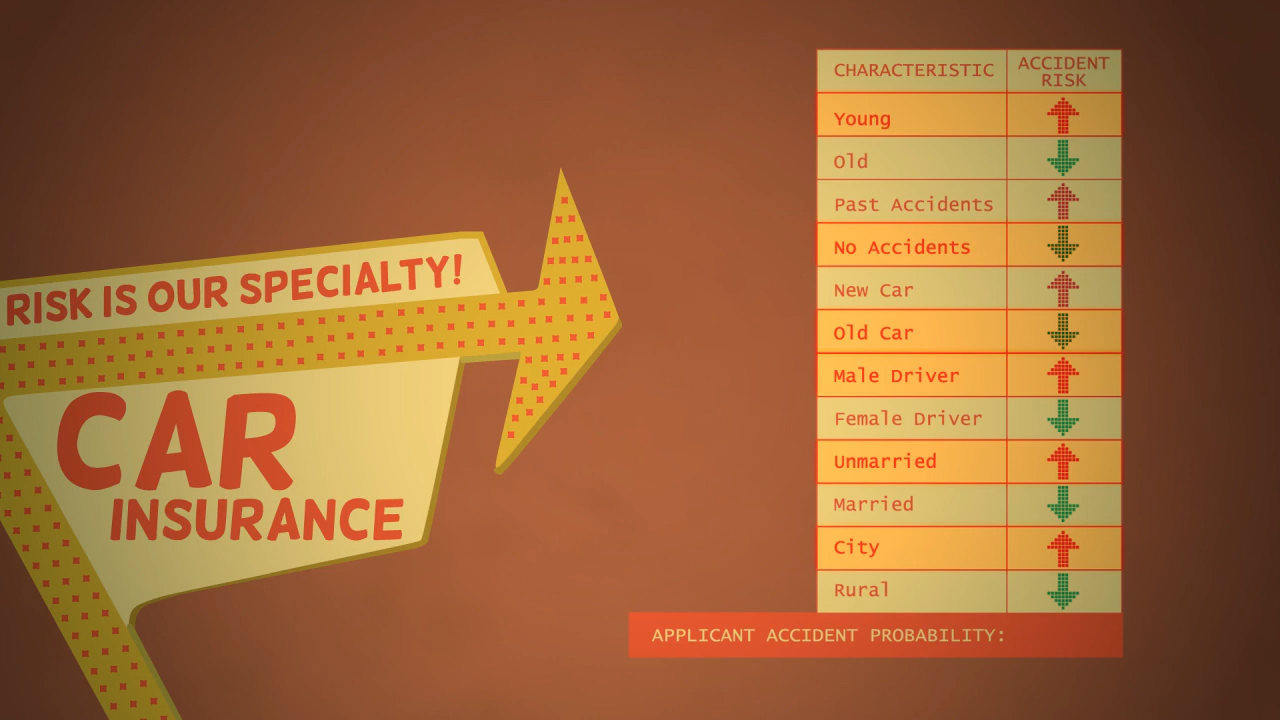 RISK IS OUR SPECIALTY!
CAR
INSURANCE
CHARACTERISTIC ACCIDENT RISK
Young
Old
Past Accidents
No Accidents
New Car
Old Car
Male Driver
Female Driver
Unmarried
Married
City
Rural
APPLICANT ACCIDENT PROBABILITY: